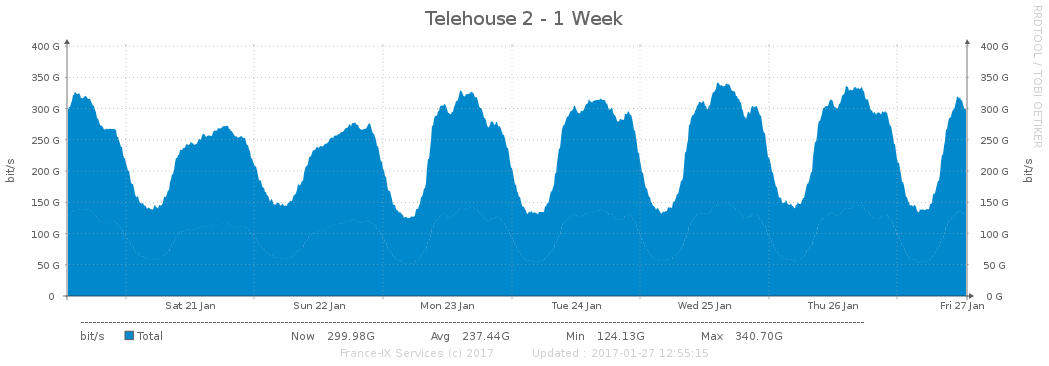 Telehouse 2 - 1 Week
RRDTOOL / TOBI OETIKER
bit/s
400 G 400 G
350 G 350 G
300 G 300 G
250 G 250 G
200 G 200 G
150 G 150 G
100 G 100 G
50 G 50 G
0 0 G
bit/s
Sat 21 Jan Sun 22 Jan Mon 23 Jan Tue 24 Jan Wed 25 Jan Thu 26 Jan Fri 27 Jan
bit/s Total Now 299.98G Avg 237.44G Min 124.13G Max 340.70G
France-IX Services (c) 2017 Updated : 2017-01-27 12:55:15